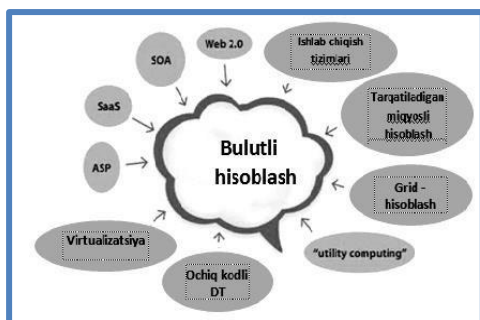 Web 2.0
Ishlab chiqish
tizimlari
SOA
Tarqatiladigan
miqyosli
hisoblash
SaaS
Bulutli
hisoblash
ASP
Grid -
hisoblash
Virtualizatsiya
"utility computing"
Ochiq kodli
DT